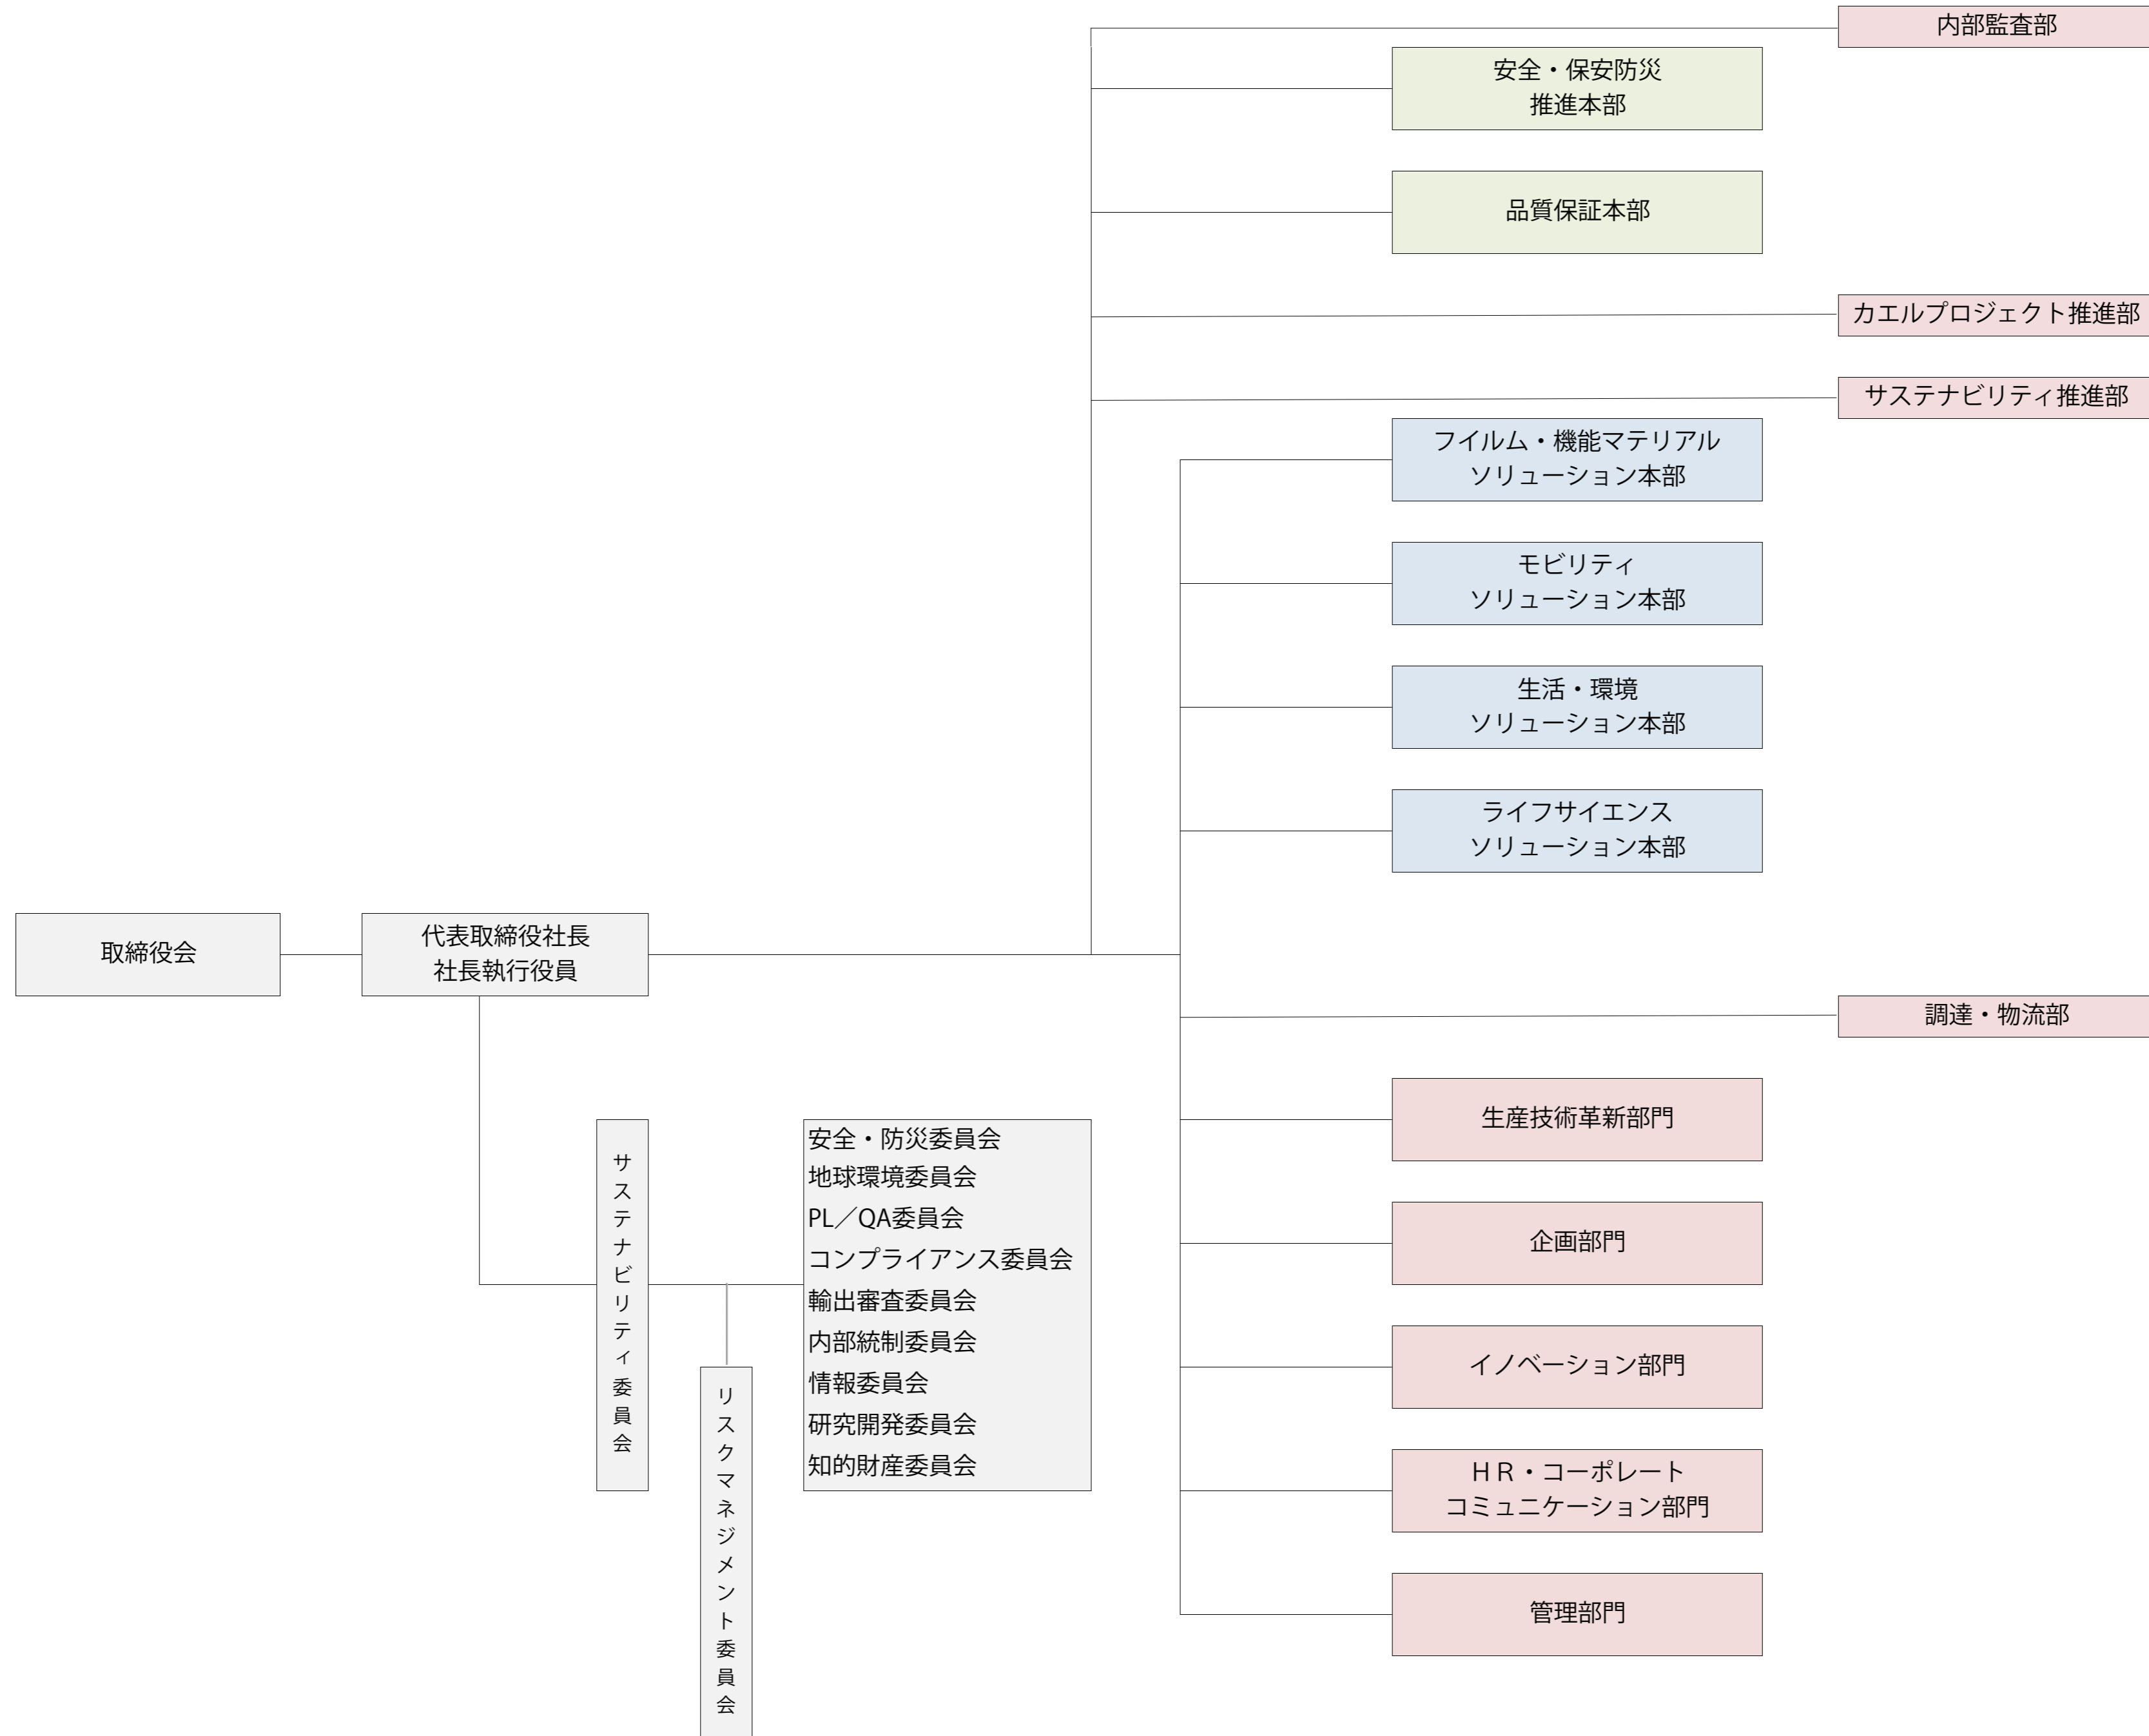 内部監査部
安全・保安防災
推進本部
品質保証本部
カエルプロジェクト推進部
サステナビリティ推進部
フイルム・機能マテリアル
ソリューション本部
モビリティ
ソリューション本部
生活・環境
ソリューション本部
ライフサイエンス
ソリューション本部
取締役会
代表取締役社長
社長執行役員
調達・物流部
生産技術革新部門
企画部門
イノベーション部門
ＨＲ・コーポレート
コミュニケーション部門
管理部門
サステナビリティ委員会
リスクマネジメント委員会
安全・防災委員会
地球環境委員会
PL／QA委員会
コンプライアンス委員会
輸出審査委員会
内部統制委員会
情報委員会
研究開発委員会
知的財産委員会